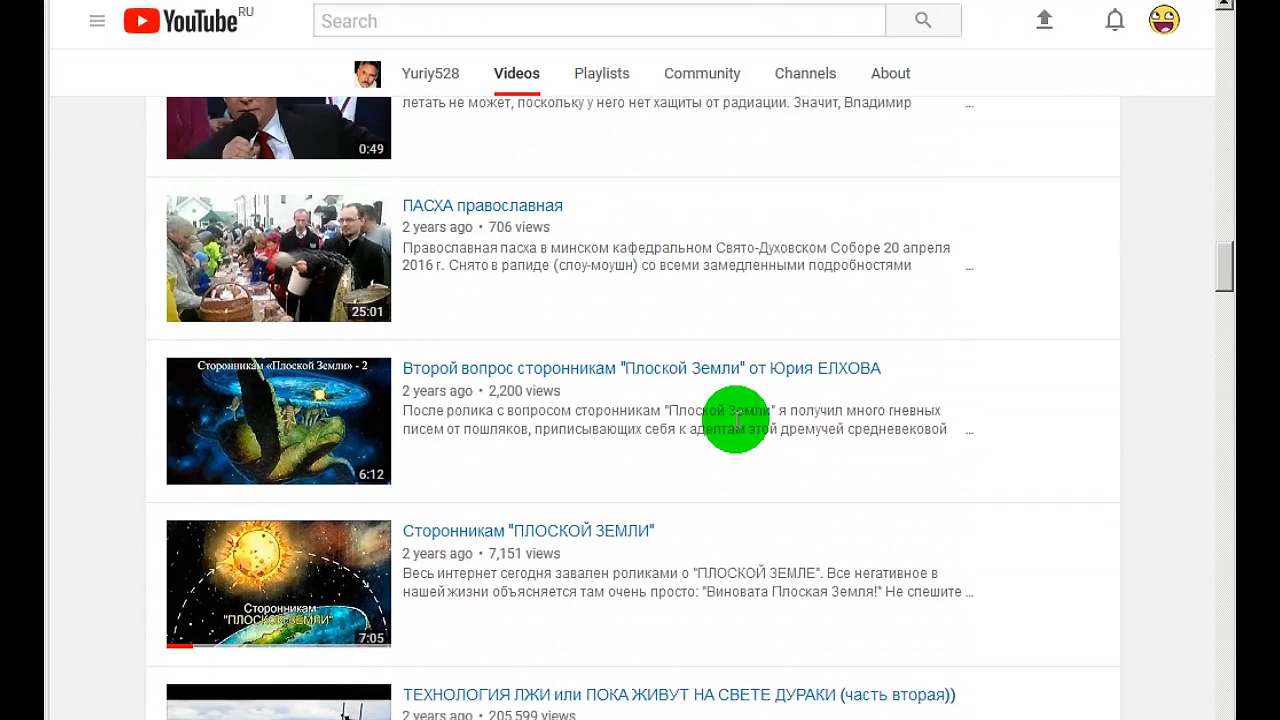 YouTube RU
Search
Yuriy528 Videos Playlists Community Channels About
летать не может, поскольку у него нет хащиты от радиации. Значит, Владимир ...
0:49
ПАСХА православная
2 years ago • 706 views
Православная пасха в минском кафедральном Свято-Духовском Соборе 20 апреля
2016 г. Снято в рапиде (слоу-моушн) со всеми замедленными подробностями ...
25:01
Сторонникам «Плоской Земли» - 2
Второй вопрос сторонникам "Плоской Земли" от Юрия ЕЛХОВА
2 years ago • 2,200 views
После ролика с вопросом сторонникам "Плоской Земли" я получил много гневных
писем от пошляков, приписывающих себя к адептам этой дремучей средневековой ...
6:12
Сторонникам "ПЛОСКОЙ ЗЕМЛИ"
2 years ago • 7,151 views
Весь интернет сегодня завален роликами о "ПЛОСКОЙ ЗЕМЛЕ". Все негативное в
нашей жизни объясняется там очень просто: "Виновата Плоская Земля!" Не спешите ...
Сторонникам
"ПЛОСКОЙ ЗЕМЛИ"
7:05
ТЕХНОЛОГИЯ ЛЖИ или ПОКА ЖИВУТ НА СВЕТЕ ДУРАКИ (часть вторая))
2 years ago • 205,599 views